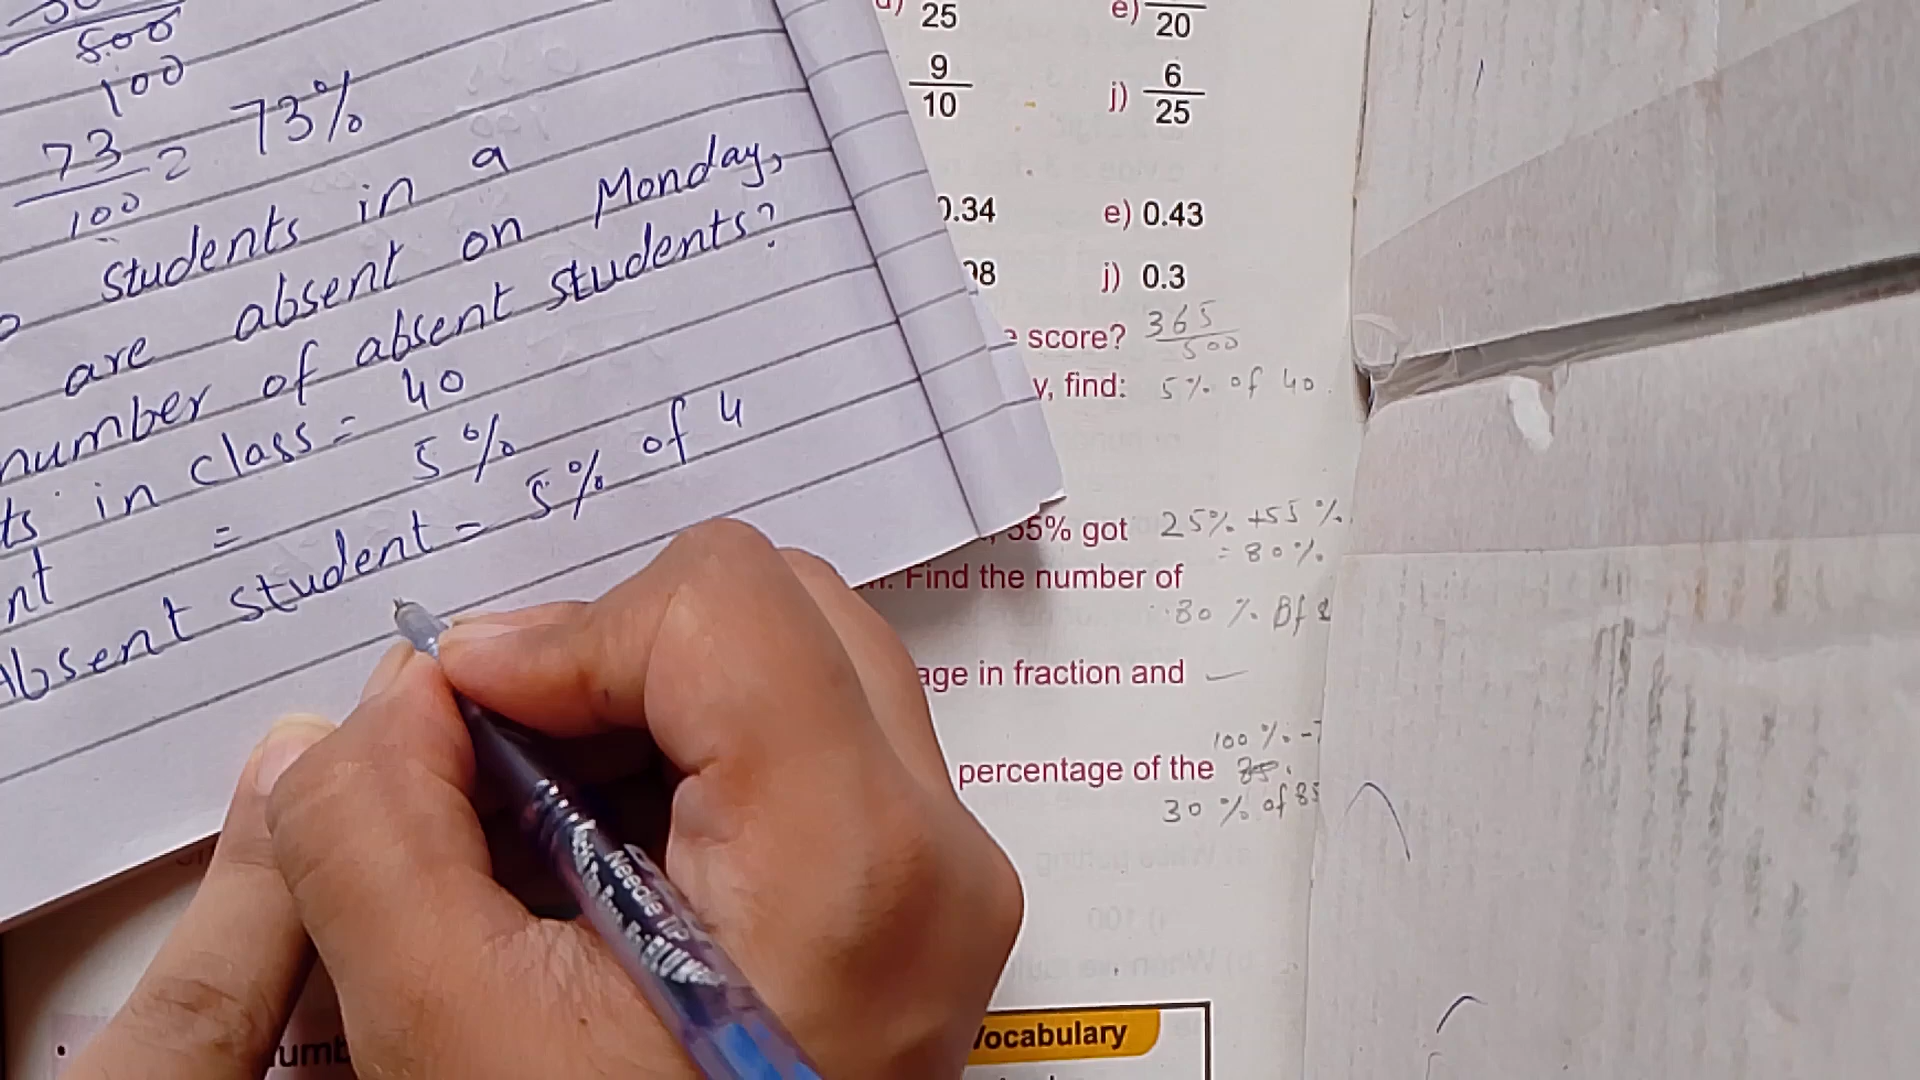 500
100
73
100
= 73%
students in a
are absent on Monday,
number of absent students?
ts in class = 40
nt = 5%
Absent student = 5% of 4
25
e)
20
9
10
j) 6
25
0.34
e) 0.43
j) 0.3
score? 365
500
y, find: 5% of 40
55% got 25% +55%
= 80%
Find the number of
80% of
age in fraction and
100%-
percentage of the
30% of 85
Needle Tip
Vocabulary